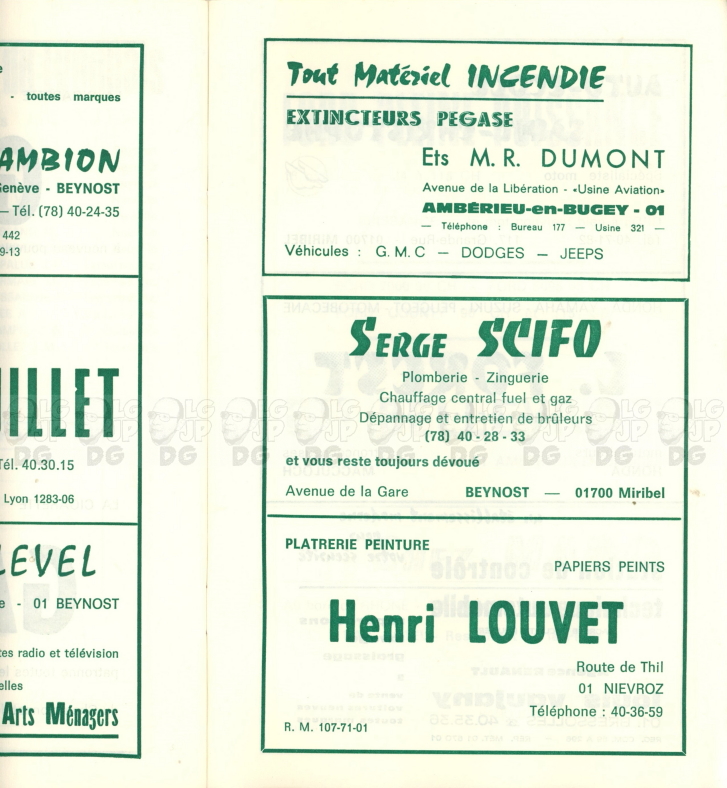 - toutes marques
AMBION
Genève - BEYNOST
— Tél. (78) 40-24-35
442
9-13
UILLET
Tél. 40.30.15
Lyon 1283-06
LEVEL
e - 01 BEYNOST
tes radio et télévision
elles
Arts Ménagers
Tout Matériel INCENDIE
EXTINCTEURS PEGASE
Ets M. R. DUMONT
Avenue de la Libération - «Usine Aviation»
AMBÉRIEU-en-BUGEY - 01
— Téléphone : Bureau 177 — Usine 321 —
Véhicules : G. M. C — DODGES — JEEPS
SERGE SCIFO
Plomberie - Zinguerie
Chauffage central fuel et gaz
Dépannage et entretien de brûleurs
(78) 40 - 28 - 33
et vous reste toujours dévoué
Avenue de la Gare BEYNOST — 01700 Miribel
PLATRERIE PEINTURE
PAPIERS PEINTS
Henri LOUVET
Route de Thil
01 NIEVROZ
Téléphone : 40-36-59
R. M. 107-71-01